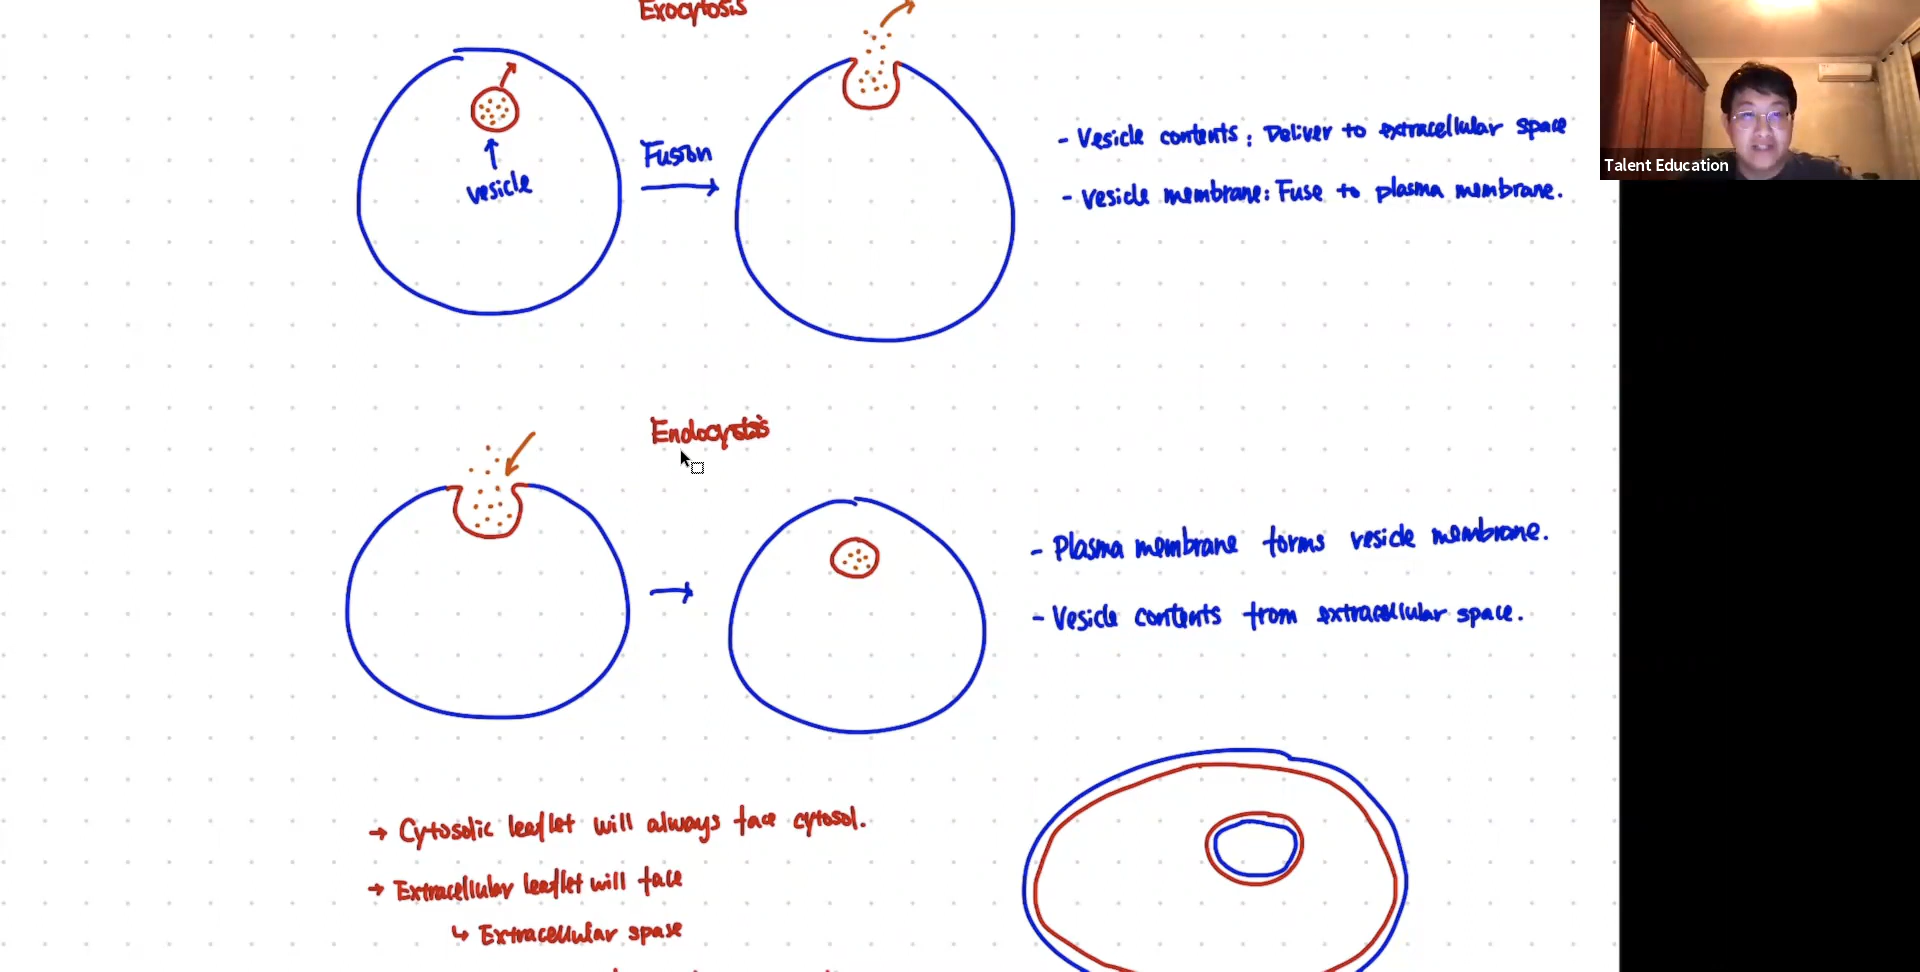 Exocytosis
vesicle
Fusion
- Vesicle contents : Deliver to extracellular space
- vesicle membrane: Fuse to plasma membrane.
Talent Education
Endocytosis
- Plasma membrane forms vesicle membrane.
- Vesicle contents from extracellular space.
→ Cytosolic leaflet will always face cytosol.
→ Extracellular leaflet will face
↳ Extracellular spase